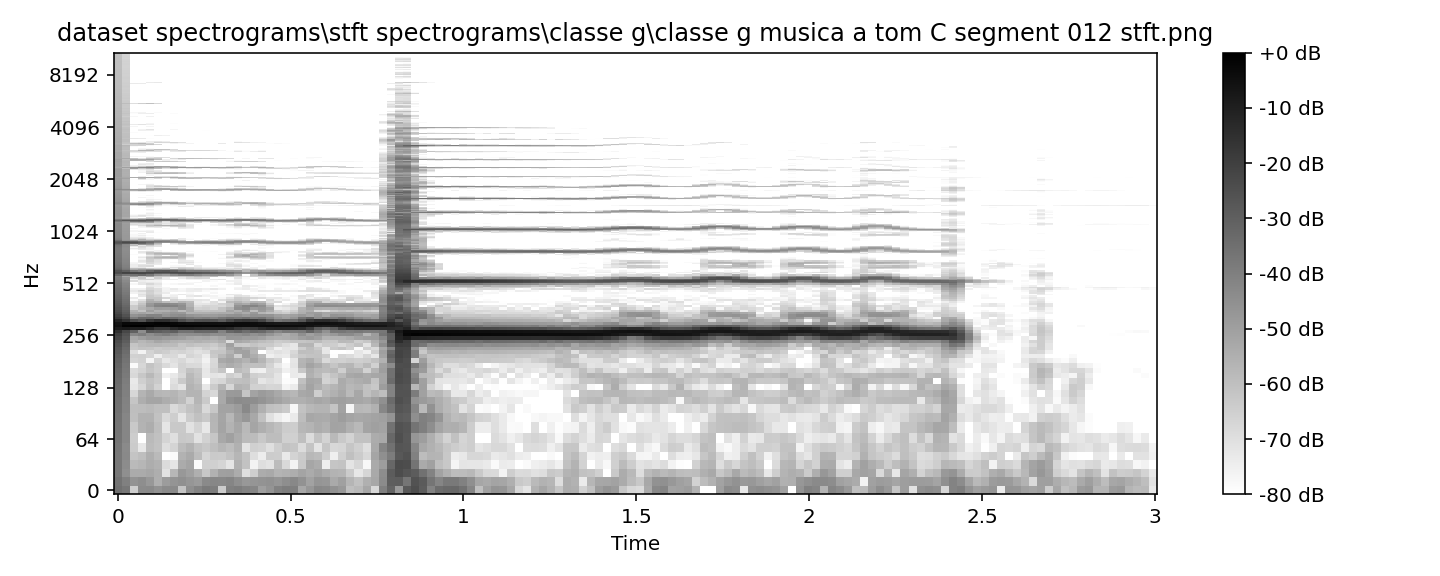 dataset spectrograms\stft spectrograms\classe g\classe g musica a tom C segment 012 stft.png
8192
4096
2048
1024
512
256
128
64
0
Hz
0
0.5
1
1.5
2
2.5
3
Time
+0 dB
-10 dB
-20 dB
-30 dB
-40 dB
-50 dB
-60 dB
-70 dB
-80 dB